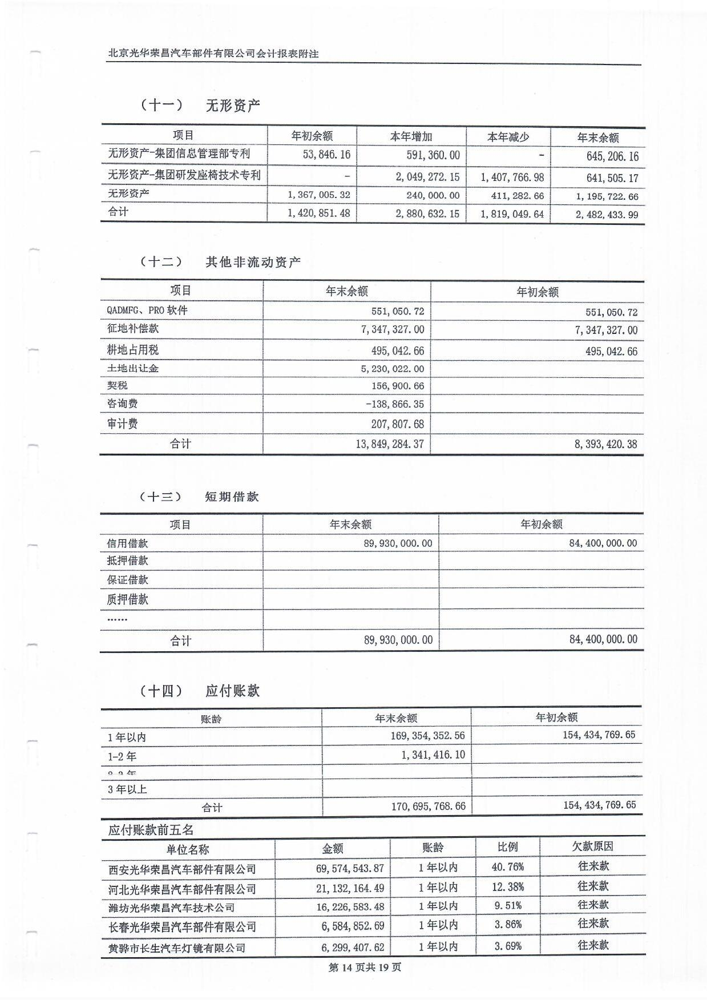 北京光华荣昌汽车部件有限公司会计报表附注
（十一） 无形资产
项目 年初余额 本年增加 本年减少 年末余额
无形资产-集团信息管理部专利 53,846.16 591,360.00 - 645,206.16
无形资产-集团研发座椅技术专利 - 2,049,272.15 1,407,766.98 641,505.17
无形资产 1,367,005.32 240,000.00 411,282.66 1,195,722.66
合计 1,420,851.48 2,880,632.15 1,819,049.64 2,482,433.99
（十二） 其他非流动资产
项目 年末余额 年初余额
QADMFG、PRO软件 551,050.72 551,050.72
征地补偿款 7,347,327.00 7,347,327.00
耕地占用税 495,042.66 495,042.66
土地出让金 5,230,022.00
契税 156,900.66
咨询费 -138,866.35
审计费 207,807.68
合计 13,849,284.37 8,393,420.38
（十三） 短期借款
项目 年末余额 年初余额
信用借款 89,930,000.00 84,400,000.00
抵押借款
保证借款
质押借款
……
合计 89,930,000.00 84,400,000.00
（十四） 应付账款
账龄 年末余额 年初余额
1年以内 169,354,352.56 154,434,769.65
1-2年 1,341,416.10
3年以上
合计 170,695,768.66 154,434,769.65
应付账款前五名
单位名称 金额 账龄 比例 欠款原因
西安光华荣昌汽车部件有限公司 69,574,543.87 1年以内 40.76% 往来款
河北光华荣昌汽车部件有限公司 21,132,164.49 1年以内 12.38% 往来款
潍坊光华荣昌汽车技术公司 16,226,583.48 1年以内 9.51% 往来款
长春光华荣昌汽车部件有限公司 6,584,852.69 1年以内 3.86% 往来款
黄骅市长生汽车灯镜有限公司 6,299,407.62 1年以内 3.69% 往来款
第 14 页共 19 页